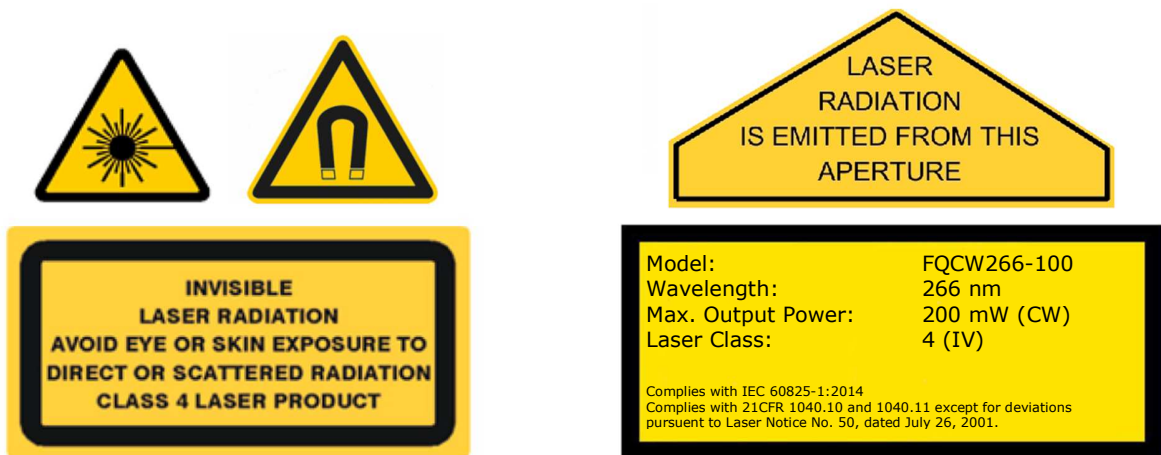 LASER
RADIATION
IS EMITTED FROM THIS
APERTURE
INVISIBLE
LASER RADIATION
AVOID EYE OR SKIN EXPOSURE TO
DIRECT OR SCATTERED RADIATION
CLASS 4 LASER PRODUCT
Model: FQCW266-100
Wavelength: 266 nm
Max. Output Power: 200 mW (CW)
Laser Class: 4 (IV)
Complies with IEC 60825-1:2014
Complies with 21CFR 1040.10 and 1040.11 except for deviations
pursuant to Laser Notice No. 50, dated July 26, 2001.